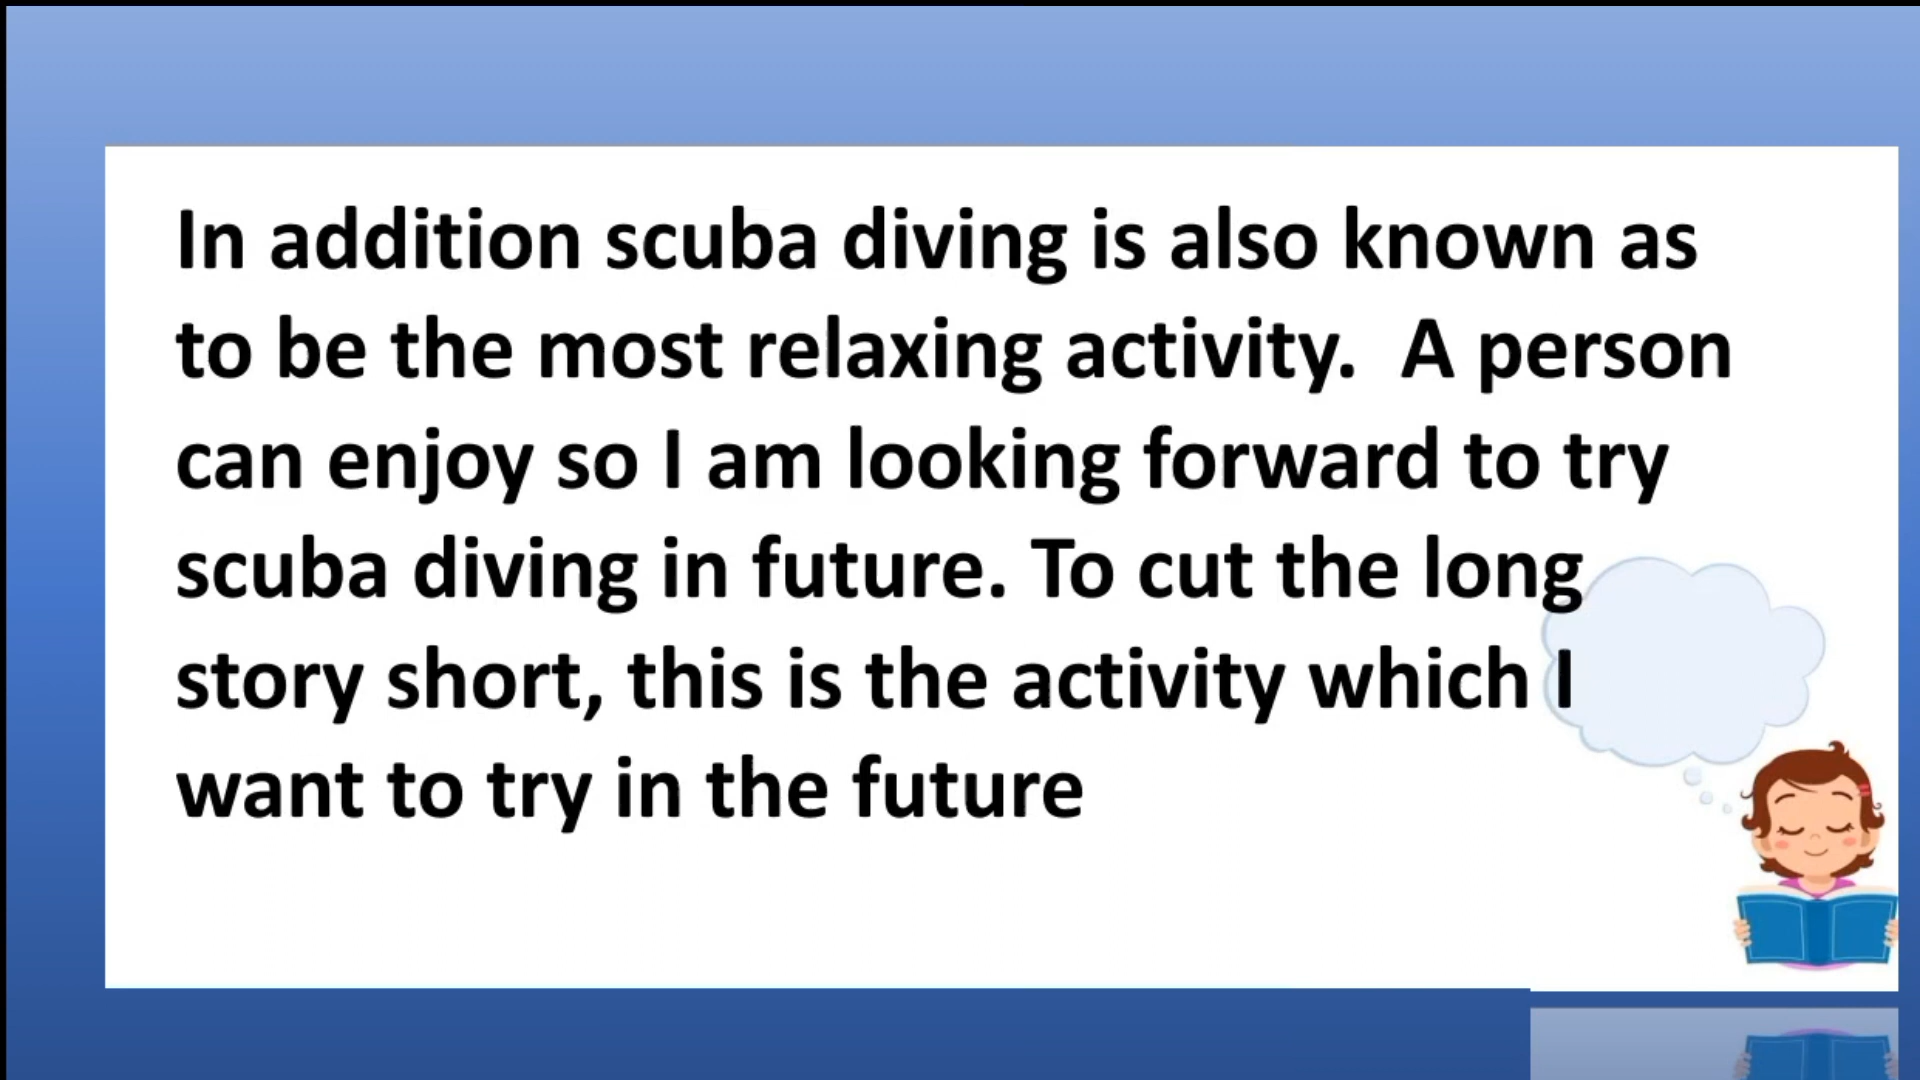 In addition scuba diving is also known as
to be the most relaxing activity.  A person
can enjoy so I am looking forward to try
scuba diving in future. To cut the long
story short, this is the activity which I
want to try in the future